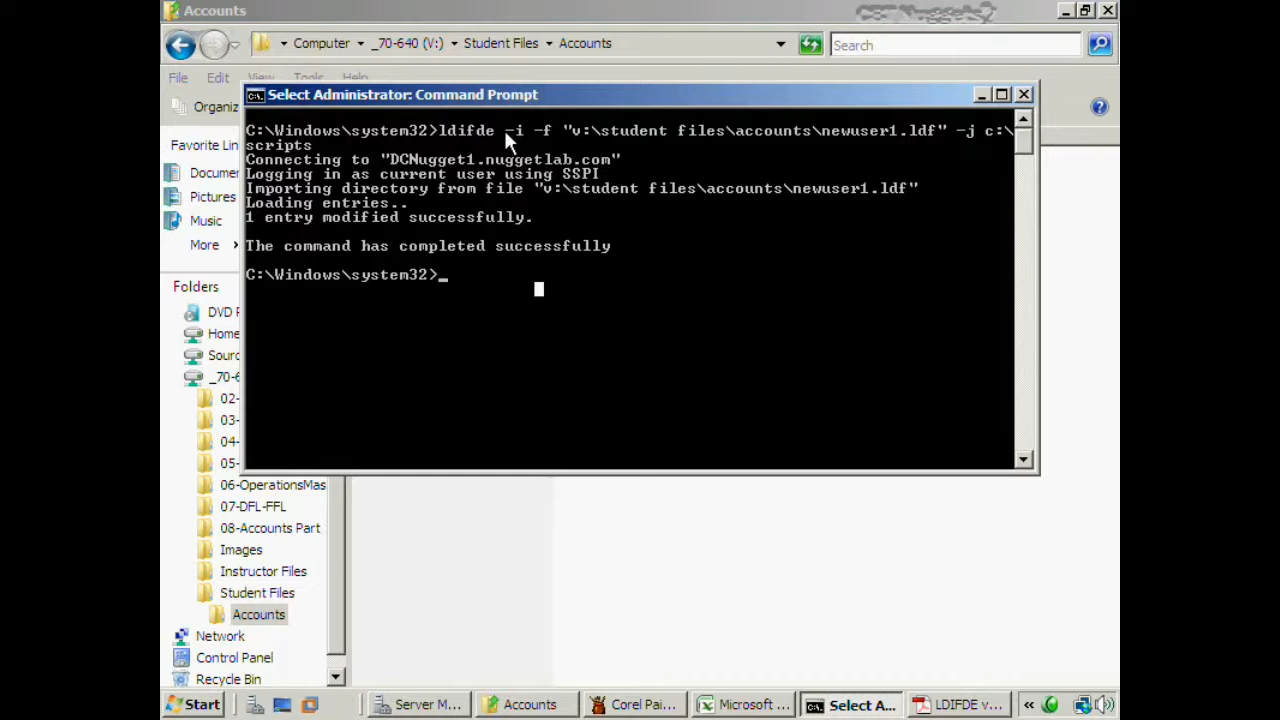 Accounts
Computer
_70-640 (V:)
Student Files
Accounts
Search
File Edit View Tools Help
Organiz
Select Administrator: Command Prompt
C:\Windows\system32>ldifde -i -f "v:\student files\accounts\newuser1.ldf" -j c:\
scripts
Connecting to "DCNugget1.nuggetlab.com"
Logging in as current user using SSPI
Importing directory from file "v:\student files\accounts\newuser1.ldf"
Loading entries..
1 entry modified successfully.
The command has completed successfully
C:\Windows\system32>_
Favorite Lin
Documen
Pictures
Music
More
Folders
DVD R
Home
Sourc
_70-6
02-
03-
04-
05-
06-OperationsMas
07-DFL-FFL
08-Accounts Part
Images
Instructor Files
Student Files
Accounts
Network
Control Panel
Recycle Bin
Start
Server M...
Accounts
Corel Pai...
Microsoft ...
Select A...
LDIFDE v...